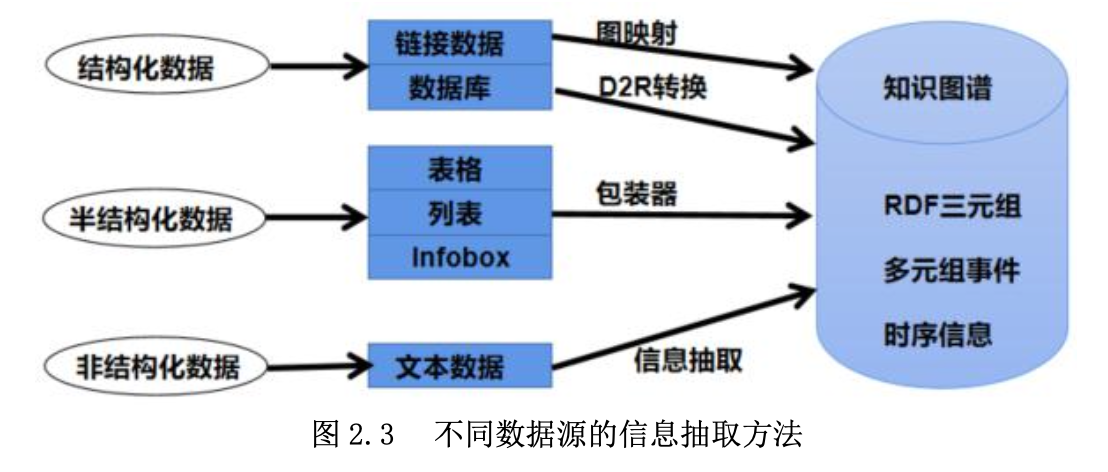 结构化数据
链接数据
数据库
图映射
D2R转换
知识图谱
半结构化数据
表格
列表
Infobox
包装器
RDF三元组
多元组事件
时序信息
非结构化数据
文本数据
信息抽取
图 2.3 不同数据源的信息抽取方法